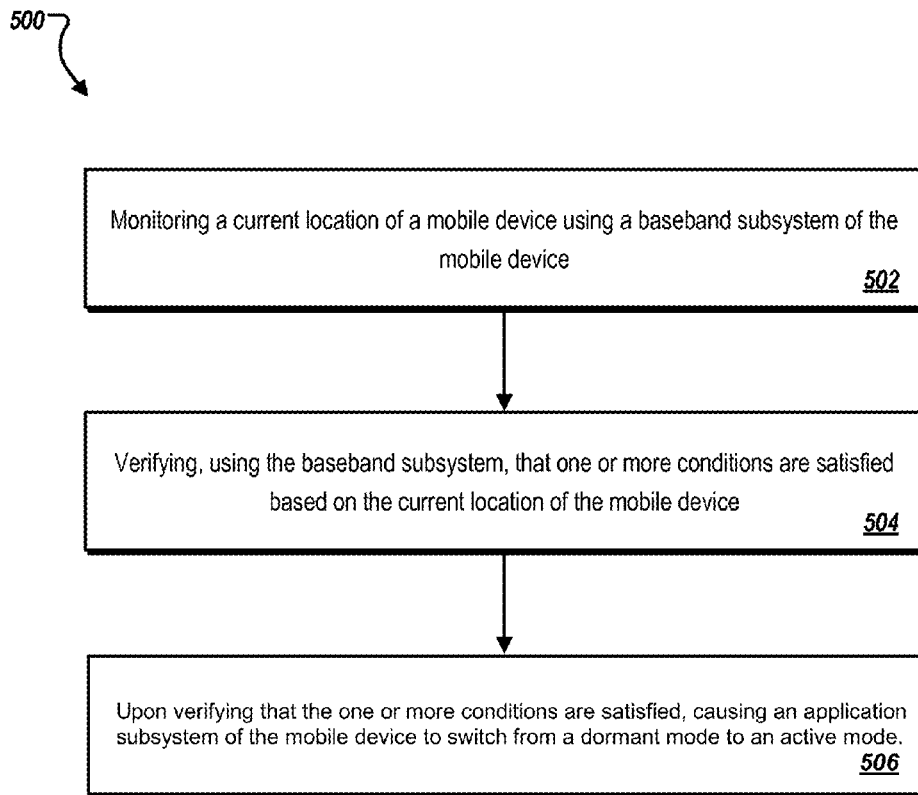 500
Monitoring a current location of a mobile device using a baseband subsystem of the
mobile device
502
Verifying, using the baseband subsystem, that one or more conditions are satisfied
based on the current location of the mobile device
504
Upon verifying that the one or more conditions are satisfied, causing an application
subsystem of the mobile device to switch from a dormant mode to an active mode.
506